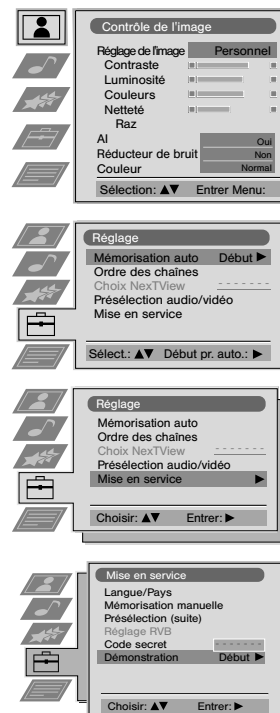 Contrôle de l'image
Réglage de l'image Personnel
Contraste
Luminosité
Couleurs
Netteté
Raz
AI Oui
Réducteur de bruit Non
Couleur Normal
Sélection: ▲▼ Entrer Menu:
Réglage
Mémorisation auto Début ▶
Ordre des chaînes
Choix NexTView - - - - - - -
Présélection audio/vidéo
Mise en service
Sélect.: ▲▼ Début pr. auto.: ▶
Réglage
Mémorisation auto
Ordre des chaînes
Choix NexTView - - - - - - -
Présélection audio/vidéo
Mise en service ▶
Choisir: ▲▼ Entrer: ▶
Mise en service
Langue/Pays
Mémorisation manuelle
Présélection (suite)
Réglage RVB
Code secret - - - - - - -
Démonstration Début ▶
Choisir: ▲▼ Entrer: ▶